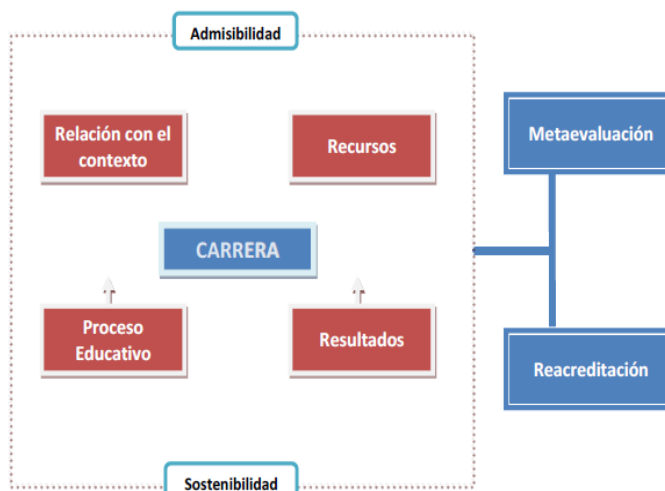 Admisibilidad
Relación con el
contexto
Recursos
Metaevaluación
CARRERA
Proceso
Educativo
Resultados
Reacreditación
Sostenibilidad